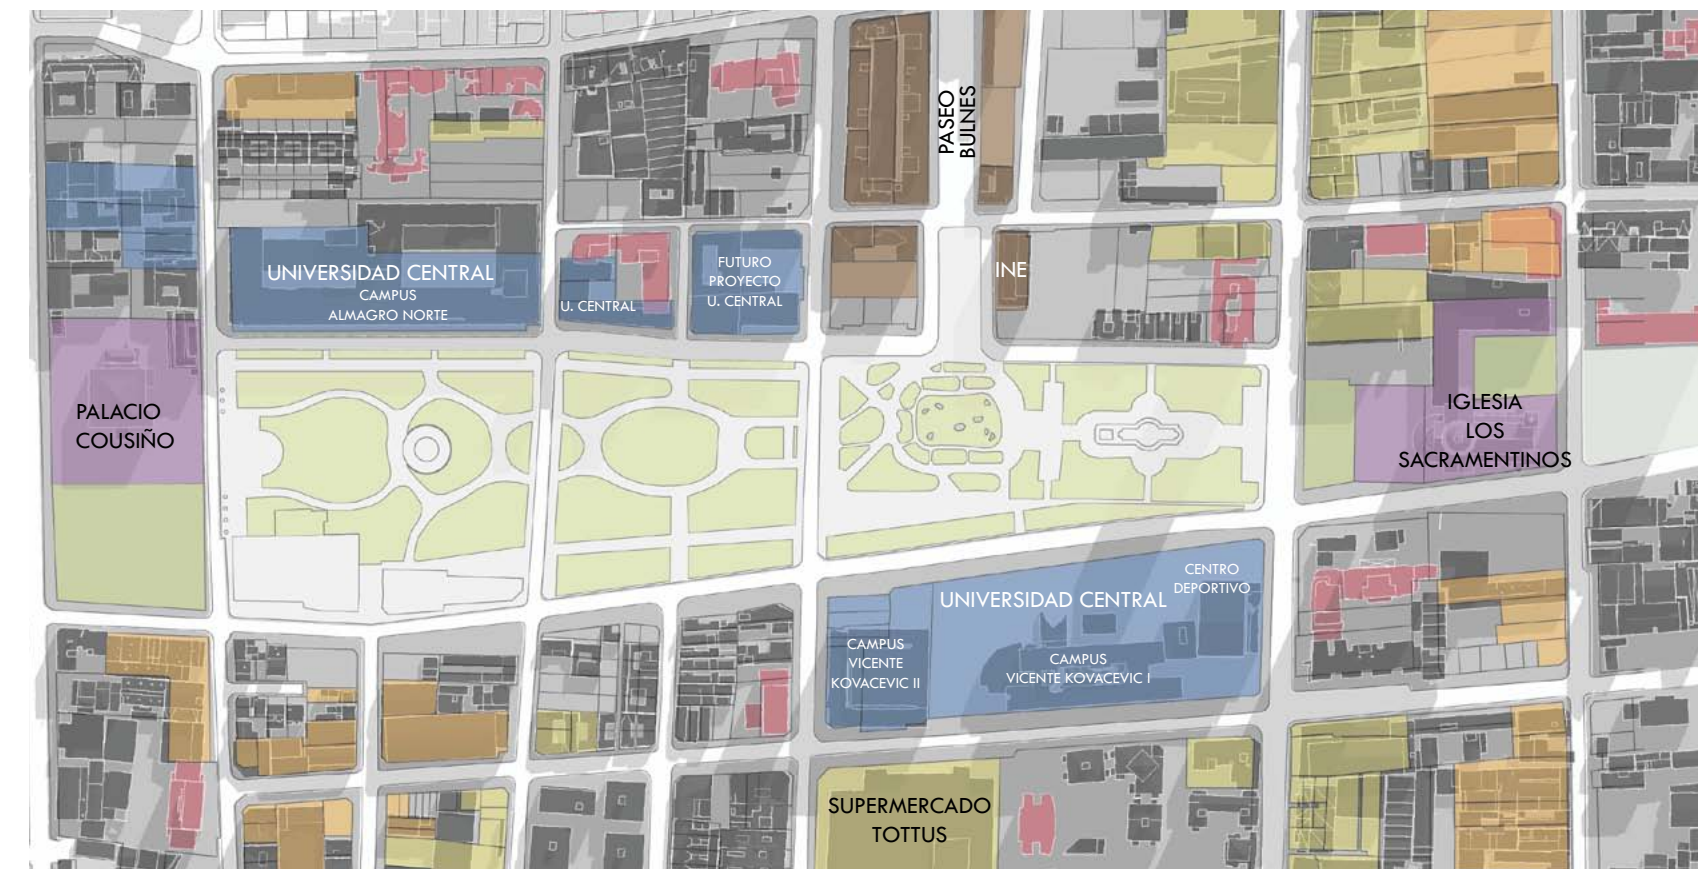 PASEO
BULNES
UNIVERSIDAD CENTRAL
CAMPUS
ALMAGRO NORTE
U. CENTRAL
FUTURO
PROYECTO
U. CENTRAL
INE
PALACIO
COUSIÑO
IGLESIA
LOS
SACRAMENTINOS
CENTRO
DEPORTIVO
UNIVERSIDAD CENTRAL
CAMPUS
VICENTE
KOVACEVIC II
CAMPUS
VICENTE KOVACEVIC I
SUPERMERCADO
TOTTUS